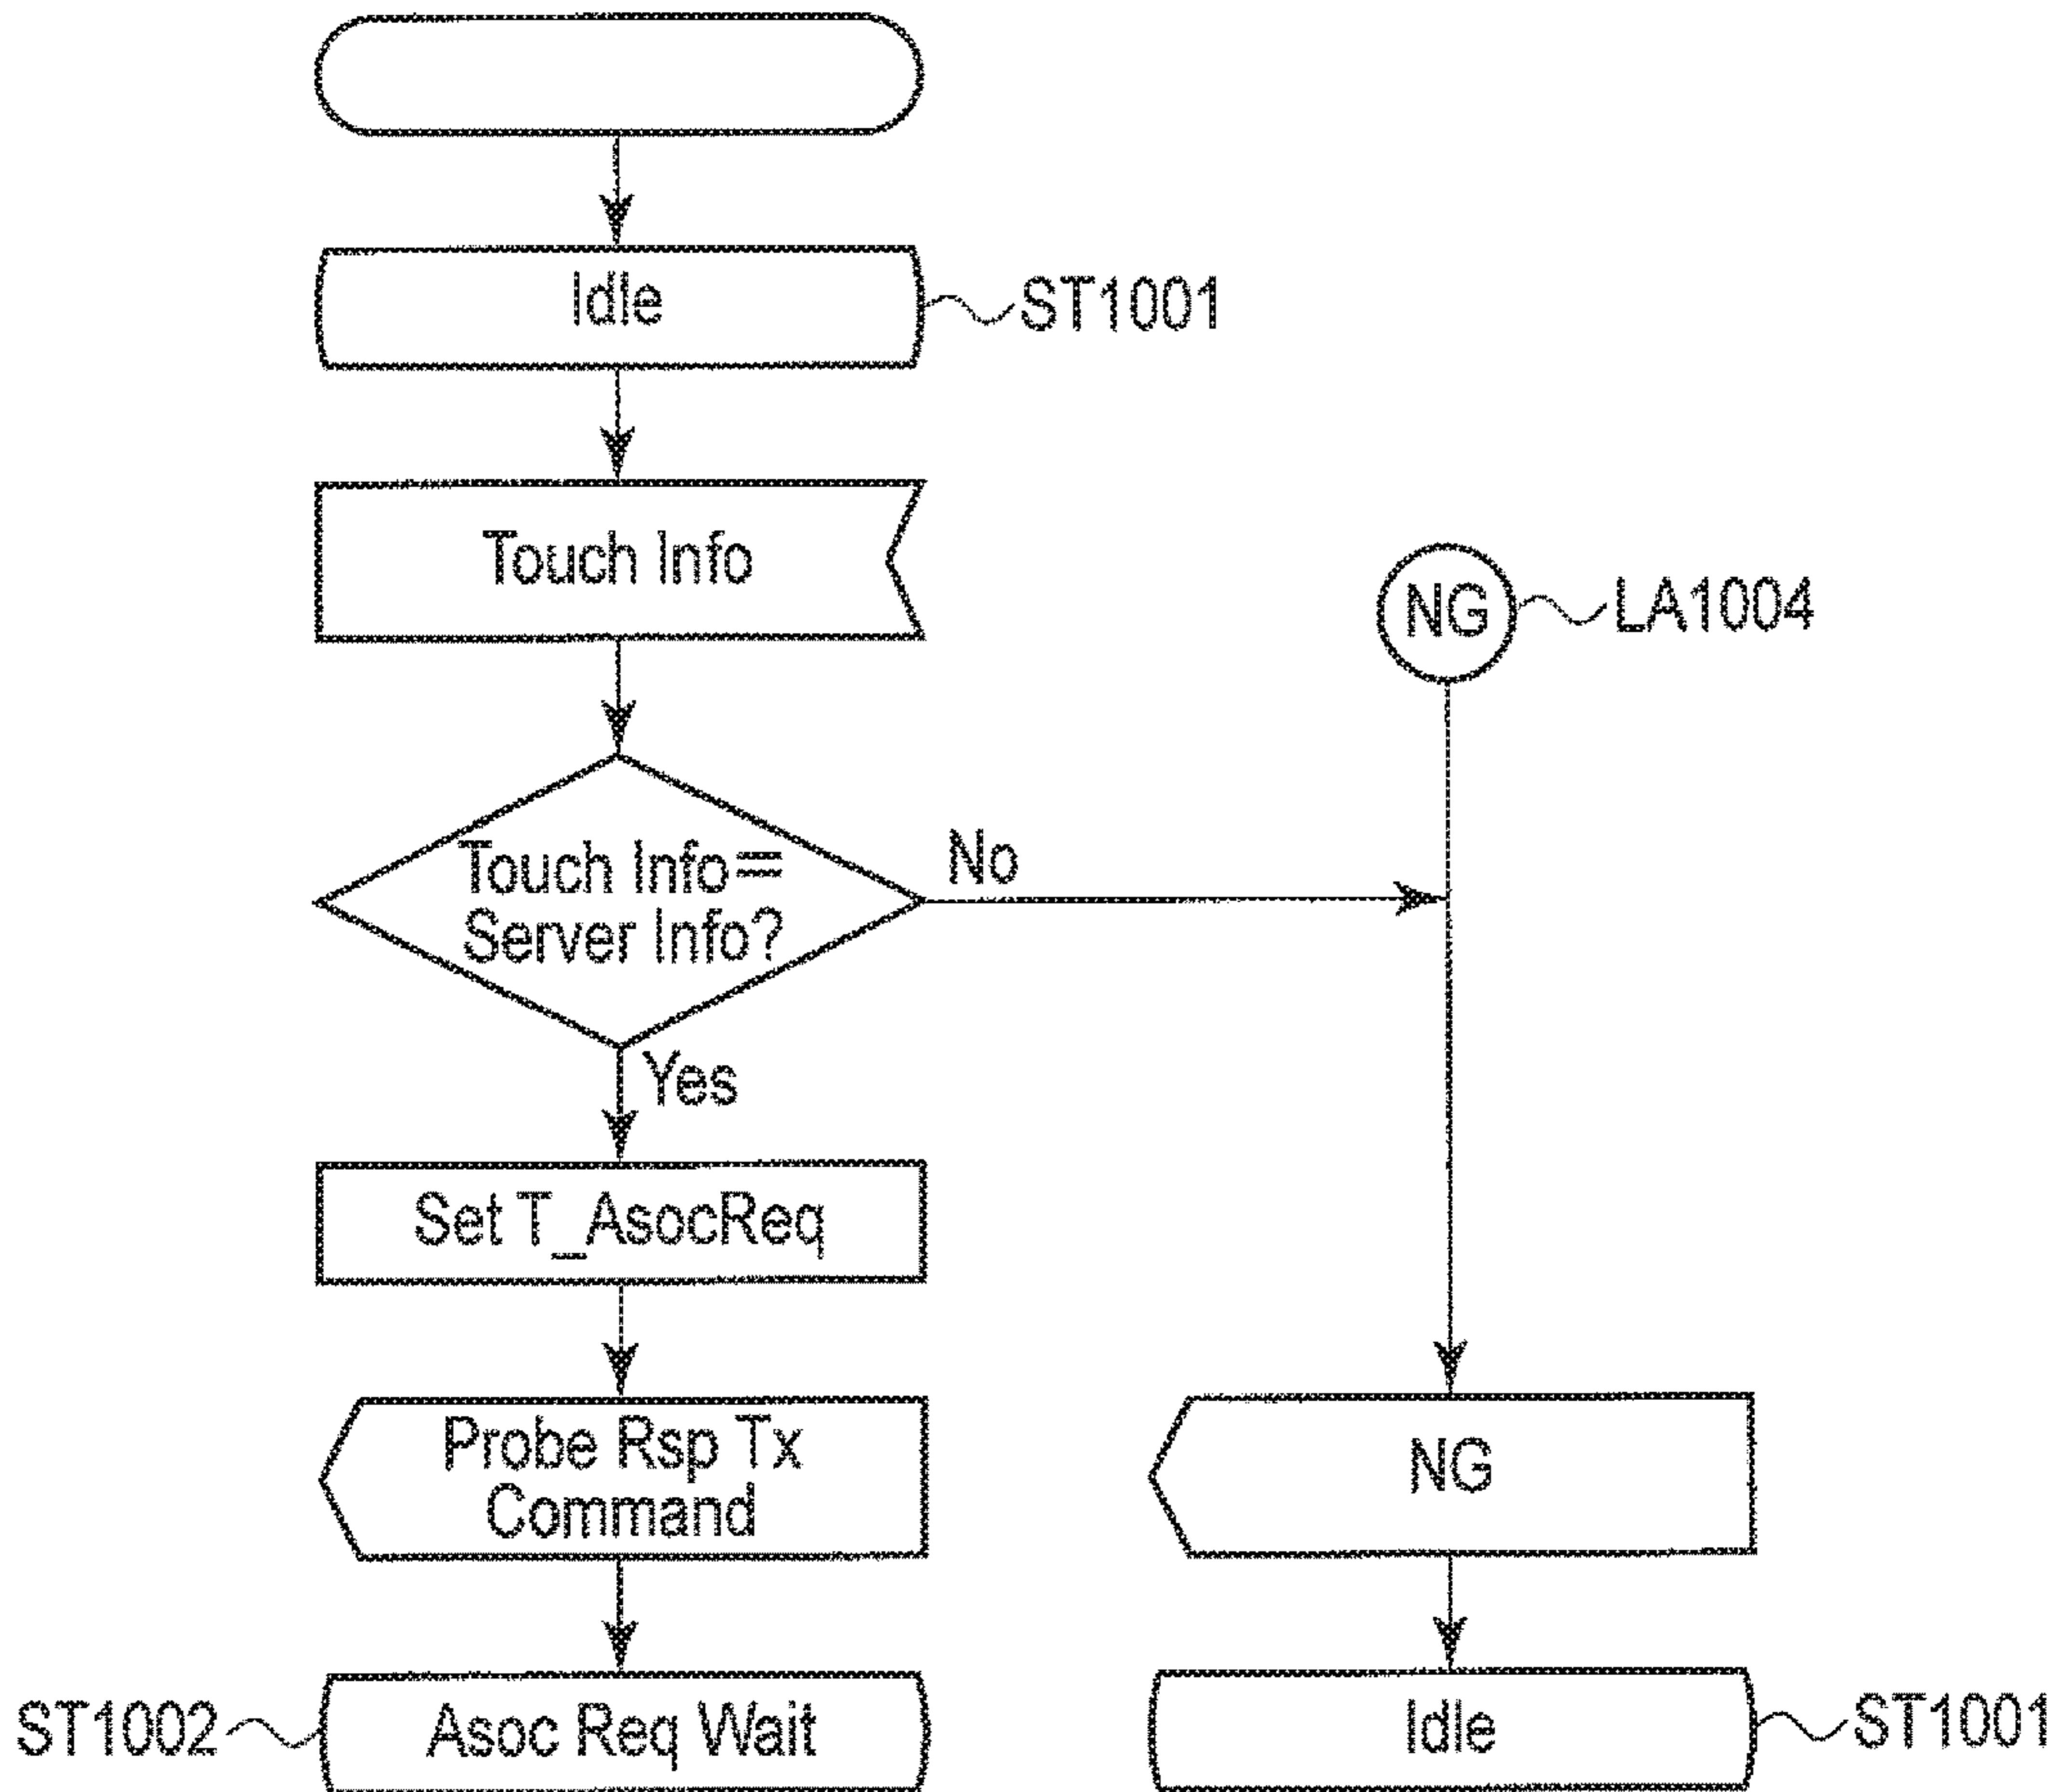 Idle
ST1001
Touch Info
NG
LA1004
Touch Info=
Server Info?
No
Yes
Set T_AsocReq
Probe Rsp Tx
Command
NG
ST1002
Asoc Req Wait
Idle
ST1001